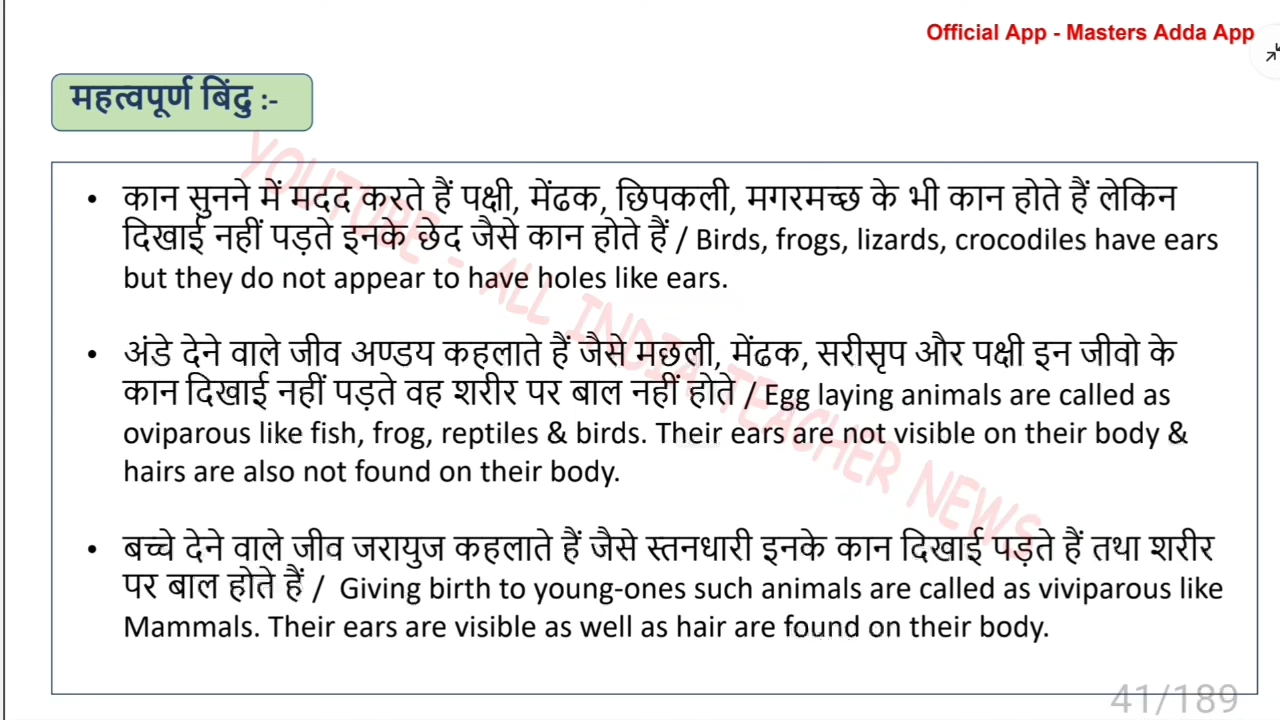 Official App - Masters Adda App
महत्वपूर्ण बिंदु :-
• कान सुनने में मदद करते हैं पक्षी, मेंढक, छिपकली, मगरमच्छ के भी कान होते हैं लेकिन
दिखाई नहीं पड़ते इनके छेद जैसे कान होते हैं / Birds, frogs, lizards, crocodiles have ears
but they do not appear to have holes like ears.
• अंडे देने वाले जीव अण्डय कहलाते हैं जैसे मछली, मेंढक, सरीसृप और पक्षी इन जीवो के
कान दिखाई नहीं पड़ते वह शरीर पर बाल नहीं होते / Egg laying animals are called as
oviparous like fish, frog, reptiles & birds. Their ears are not visible on their body &
hairs are also not found on their body.
• बच्चे देने वाले जीव जरायुज कहलाते हैं जैसे स्तनधारी इनके कान दिखाई पड़ते हैं तथा शरीर
पर बाल होते हैं / Giving birth to young-ones such animals are called as viviparous like
Mammals. Their ears are visible as well as hair are found on their body.
YOUTUBE - ALL INDIA TEACHER NEWS
41/189